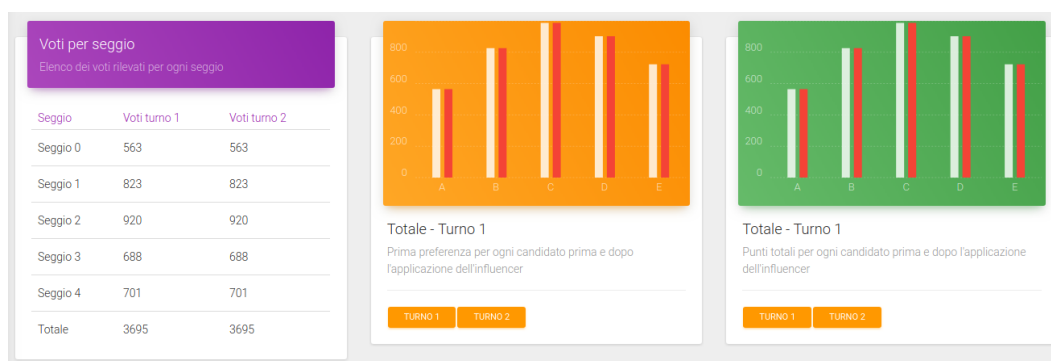 Voti per seggio
Elenco dei voti rilevati per ogni seggio
Seggio Voti turno 1 Voti turno 2
Seggio 0 563 563
Seggio 1 823 823
Seggio 2 920 920
Seggio 3 688 688
Seggio 4 701 701
Totale 3695 3695
800
600
400
200
0
A B C D E
Totale - Turno 1
Prima preferenza per ogni candidato prima e dopo
l'applicazione dell'influencer
TURNO 1 TURNO 2
800
600
400
200
0
A B C D E
Totale - Turno 1
Punti totali per ogni candidato prima e dopo l'applicazione
dell'influencer
TURNO 1 TURNO 2